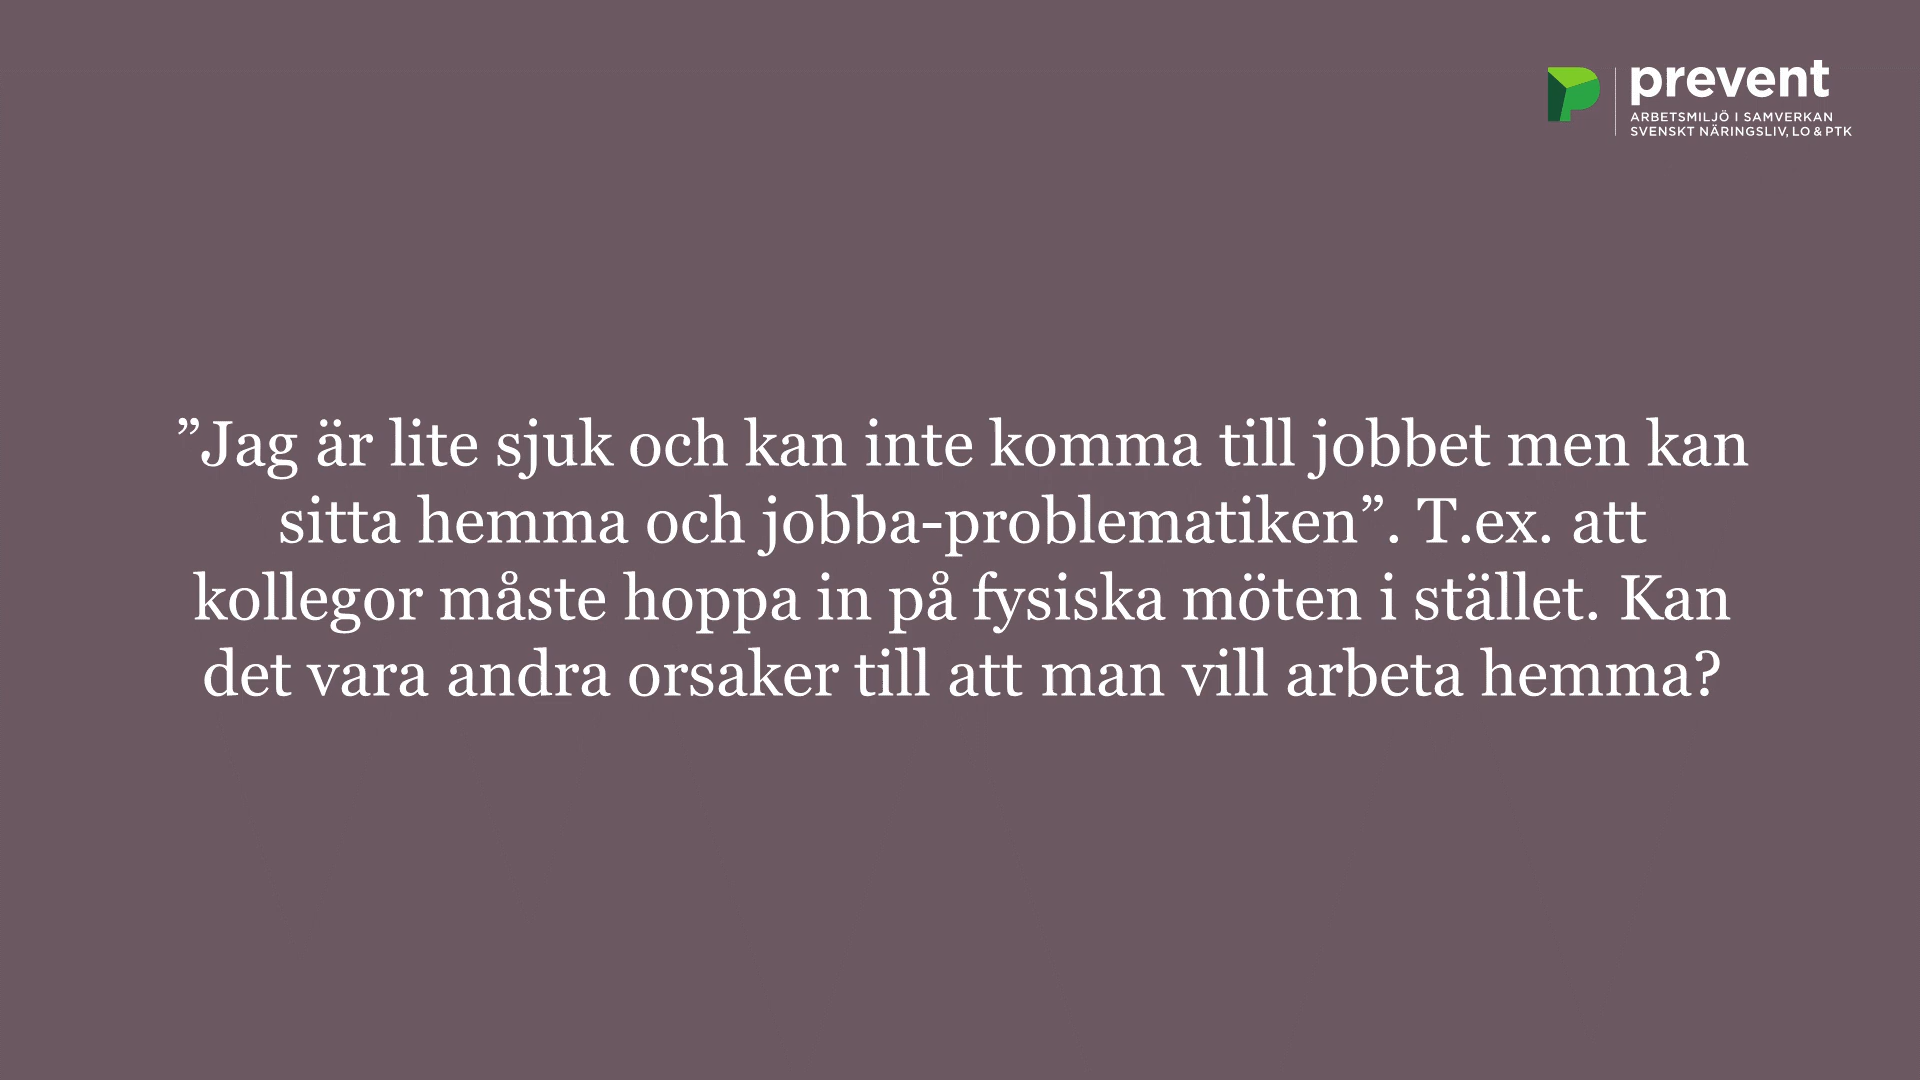 prevent
ARBETSMILJÖ I SAMVERKAN
SVENSKT NÄRINGSLIV, LO & PTK
”Jag är lite sjuk och kan inte komma till jobbet men kan
sitta hemma och jobba-problematiken”. T.ex. att
kollegor måste hoppa in på fysiska möten i stället. Kan
det vara andra orsaker till att man vill arbeta hemma?